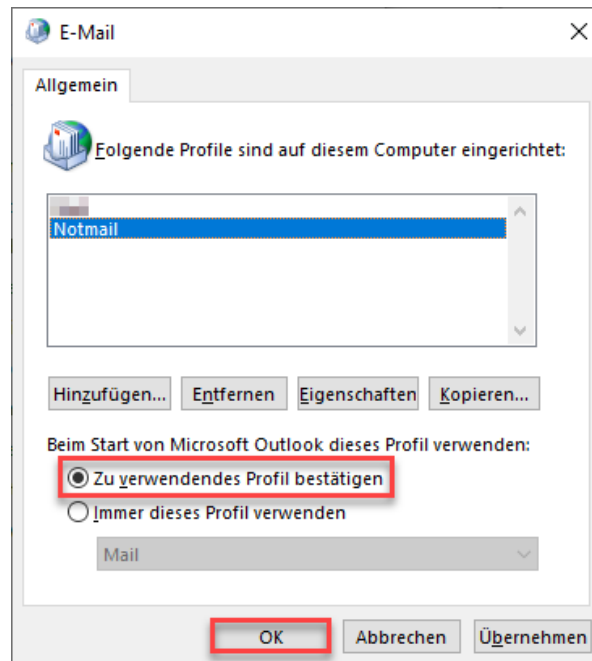 E-Mail
Allgemein
Folgende Profile sind auf diesem Computer eingerichtet:
Notmail
Hinzufügen... Entfernen Eigenschaften Kopieren...
Beim Start von Microsoft Outlook dieses Profil verwenden:
Zu verwendendes Profil bestätigen
Immer dieses Profil verwenden
Mail
OK Abbrechen Übernehmen